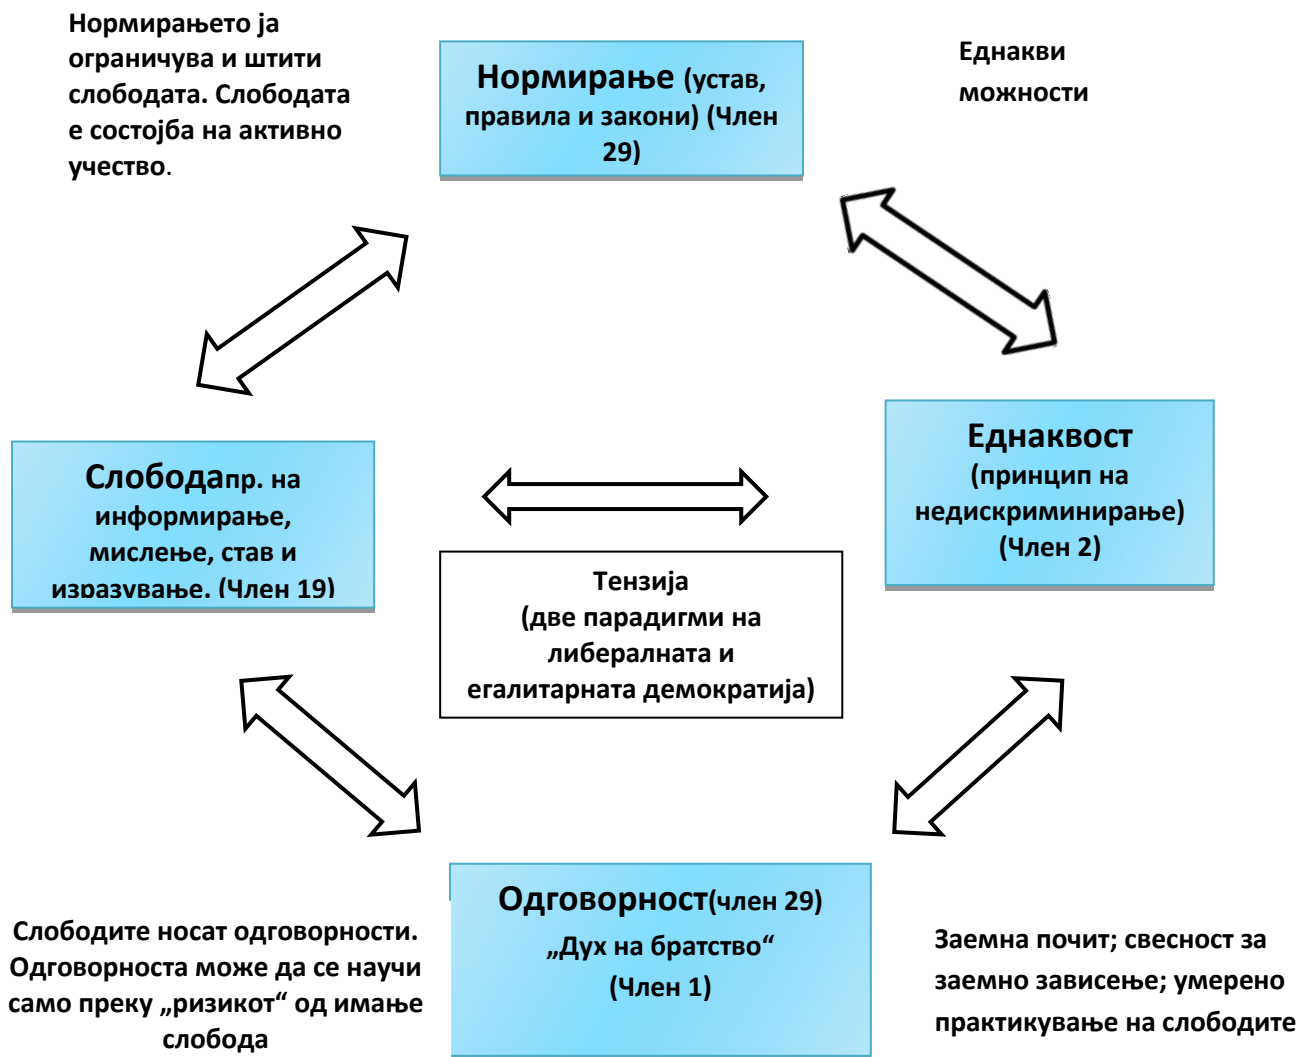 Нормирањето ја
ограничува и штити
слободата. Слободата
е состојба на активно
учество.
Нормирање (устав,
правила и закони) (Член
29)
Еднакви
можности
Слободапр. на
информирање,
мислење, став и
изразување. (Член 19)
Еднаквост
(принцип на
недискриминирање)
(Член 2)
Тензија
(две парадигми на
либералната и
егалитарната демократија)
Одговорност(член 29)
„Дух на братство“
(Член 1)
Слободите носат одговорности.
Одговорноста може да се научи
само преку „ризикот“ од имање
слобода
Заемна почит; свесност за
заемно зависење; умерено
практикување на слободите